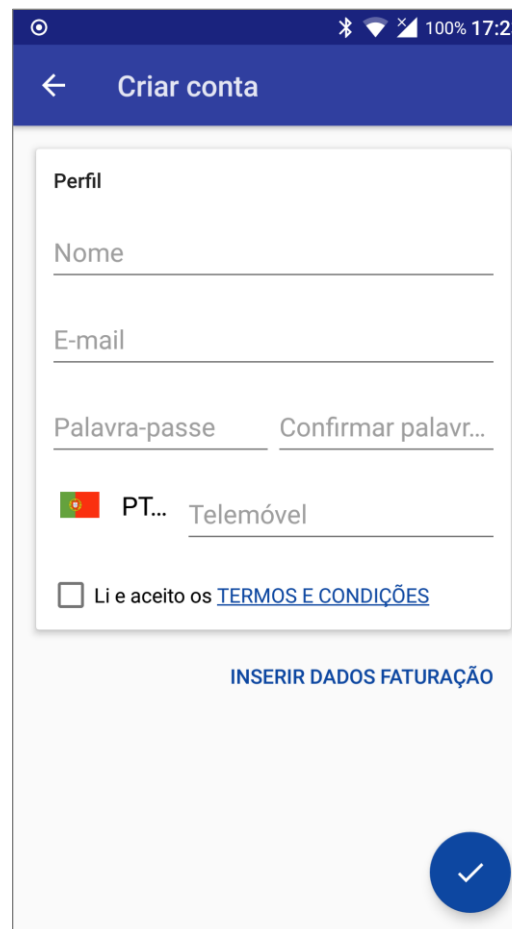 100% 17:2
Criar conta
Perfil
Nome
E-mail
Palavra-passe Confirmar palavr...
PT... Telemóvel
Li e aceito os TERMOS E CONDIÇÕES
INSERIR DADOS FATURAÇÃO